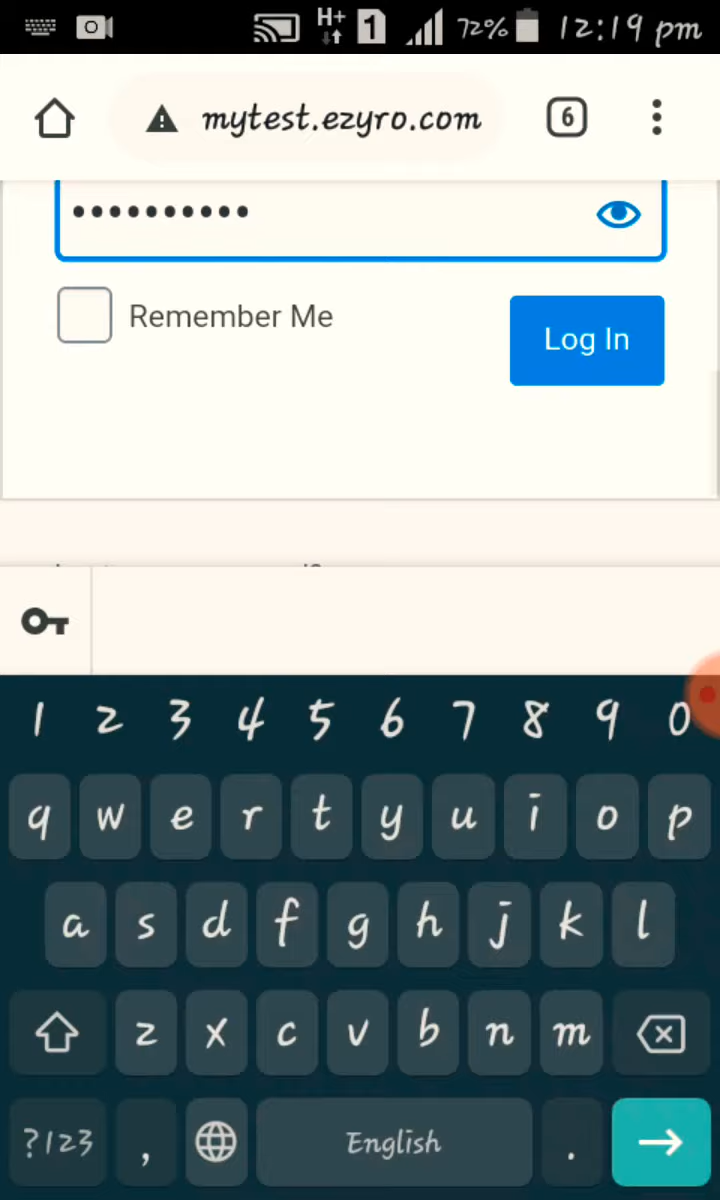 H+ 1 72% 12:19 pm
mytest.ezyro.com 6
••••••••••
Remember Me
Log In
1 2 3 4 5 6 7 8 9 0
q w e r t y u i o p
a s d f g h j k l
z x c v b n m
?123 , English .